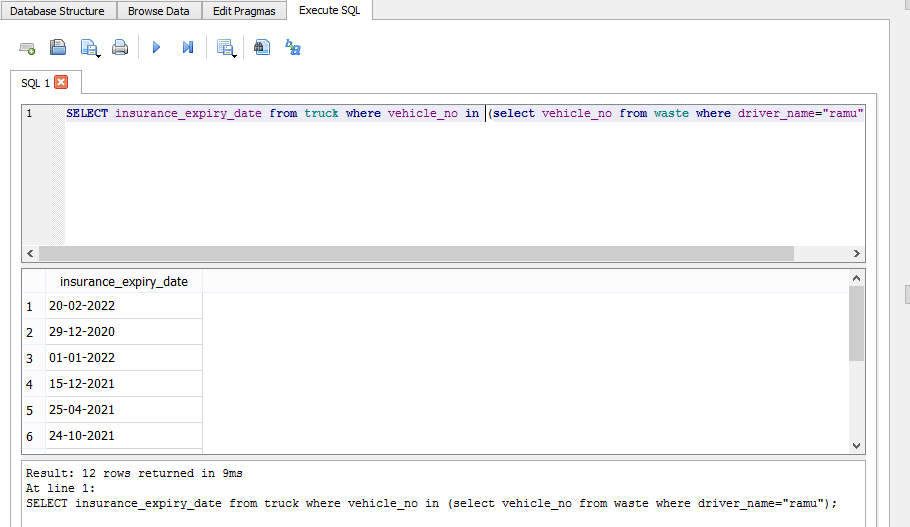 Database Structure Browse Data Edit Pragmas Execute SQL
SQL 1
1 SELECT insurance_expiry_date from truck where vehicle_no in (select vehicle_no from waste where driver_name="ramu"
insurance_expiry_date
1 20-02-2022
2 29-12-2020
3 01-01-2022
4 15-12-2021
5 25-04-2021
6 24-10-2021
Result: 12 rows returned in 9ms
At line 1:
SELECT insurance_expiry_date from truck where vehicle_no in (select vehicle_no from waste where driver_name="ramu");